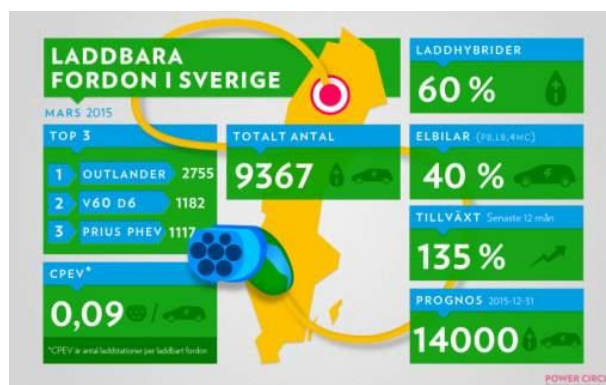 LADDBARA
FORDON I SVERIGE
MARS 2015
TOP 3
1 OUTLANDER 2755
2 V60 D6 1182
3 PRIUS PHEV 1117
CPEV*
0,09 /
*CPEV är antal laddstationer per laddbart fordon
TOTALT ANTAL
9367
LADDHYBRIDER
60 %
ELBILAR (PB,LB,4MC)
40 %
TILLVÄXT Senaste 12 mån
135 %
PROGNOS 2015-12-31
14000
POWER CIRC